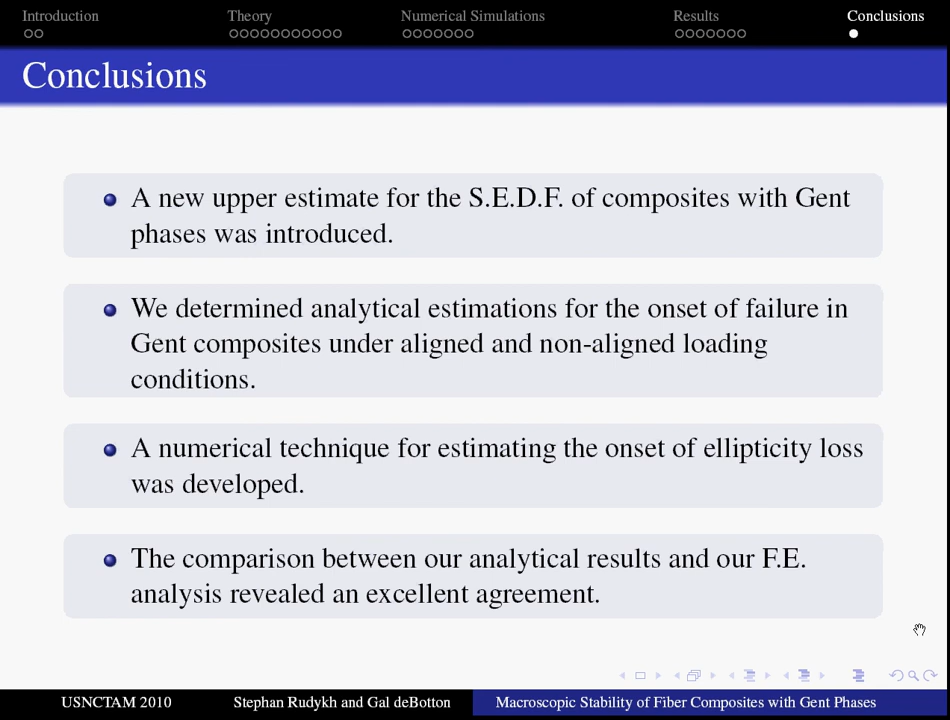 Introduction Theory Numerical Simulations Results Conclusions
Conclusions
A new upper estimate for the S.E.D.F. of composites with Gent
phases was introduced.
We determined analytical estimations for the onset of failure in
Gent composites under aligned and non-aligned loading
conditions.
A numerical technique for estimating the onset of ellipticity loss
was developed.
The comparison between our analytical results and our F.E.
analysis revealed an excellent agreement.
USNCTAM 2010 Stephan Rudykh and Gal deBotton Macroscopic Stability of Fiber Composites with Gent Phases